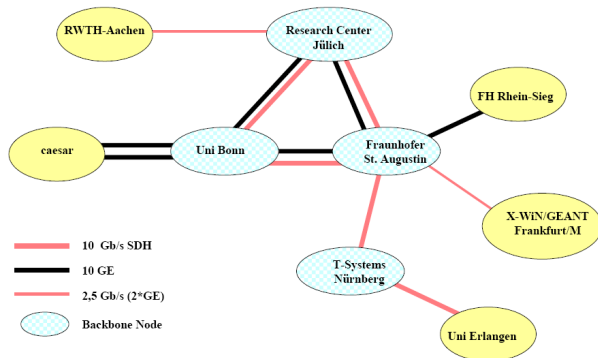 RWTH-Aachen
Research Center
Jülich
FH Rhein-Sieg
caesar
Uni Bonn
Fraunhofer
St. Augustin
X-WiN/GEANT
Frankfurt/M
10 Gb/s SDH
10 GE
2,5 Gb/s (2*GE)
Backbone Node
T-Systems
Nürnberg
Uni Erlangen